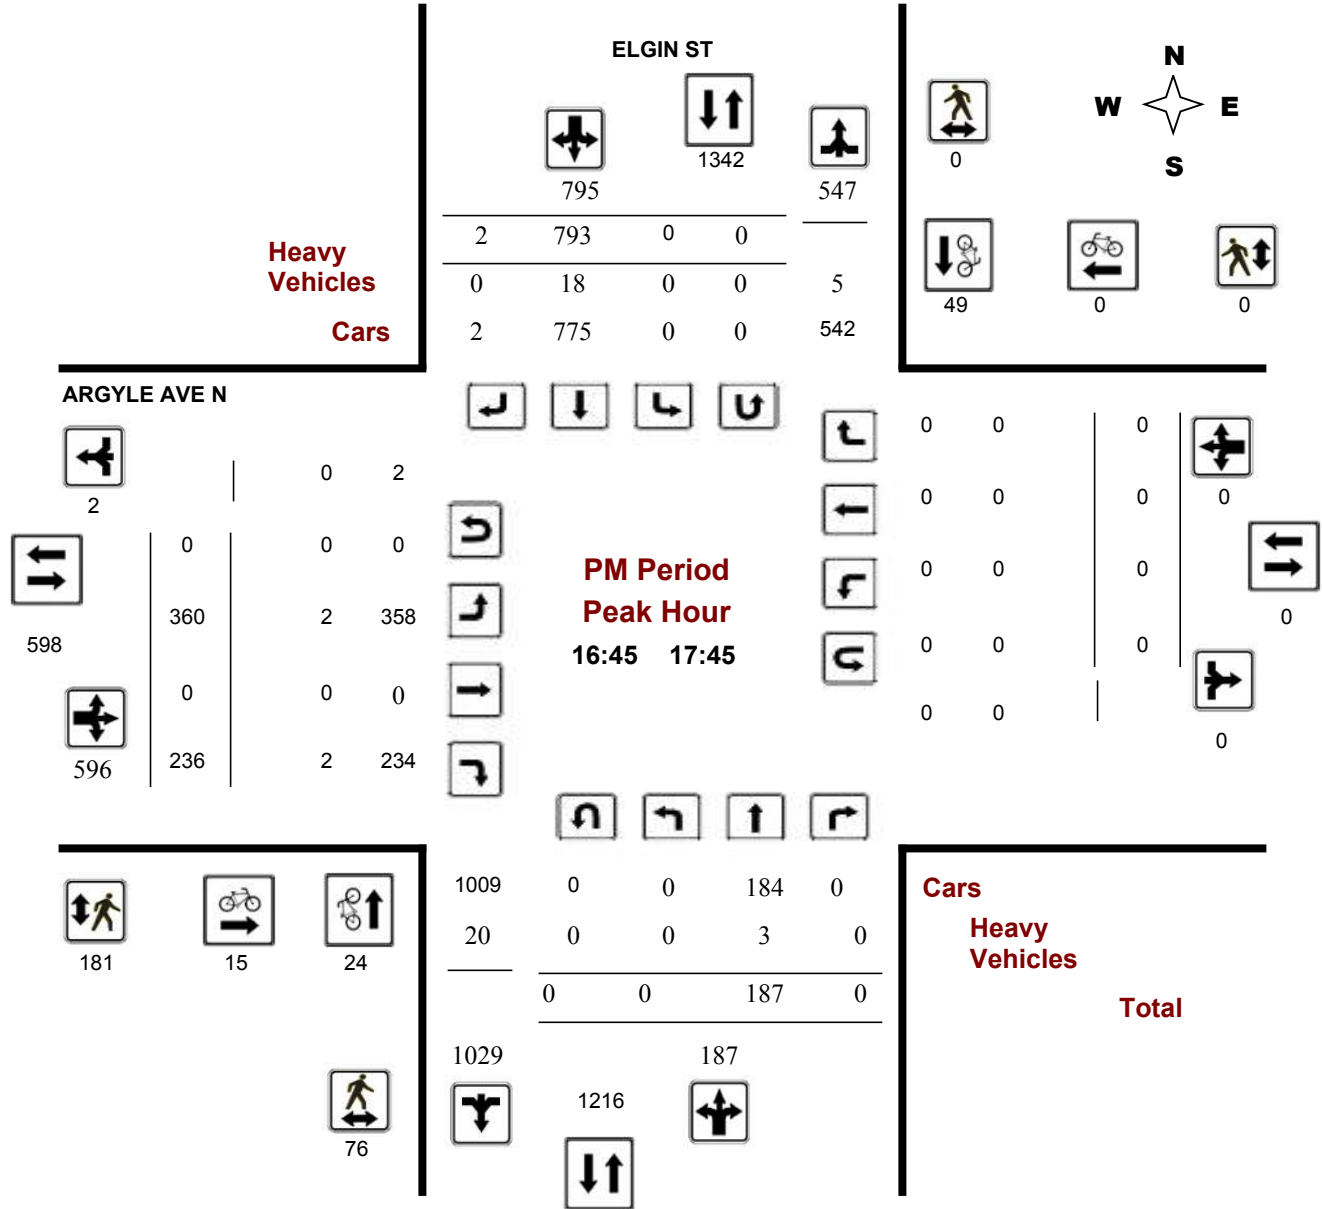 ELGIN ST
N
W E
S
1342
0
795 547
2 793 0 0
Heavy
Vehicles
0 18 0 0 5
Cars
2 775 0 0 542
49 0 0
ARGYLE AVE N
0 0 0
0 2
2
0 0 0 0
0 0 0
PM Period
0 0 0
Peak Hour
360 2 358
0
598
16:45 17:45
0 0 0
0 0 0
0 0
596
236 2 234
0
1009 0 0 184 0
Cars
20 0 0 3 0
Heavy
Vehicles
181 15 24
0 0 187 0
Total
1029 187
1216
76